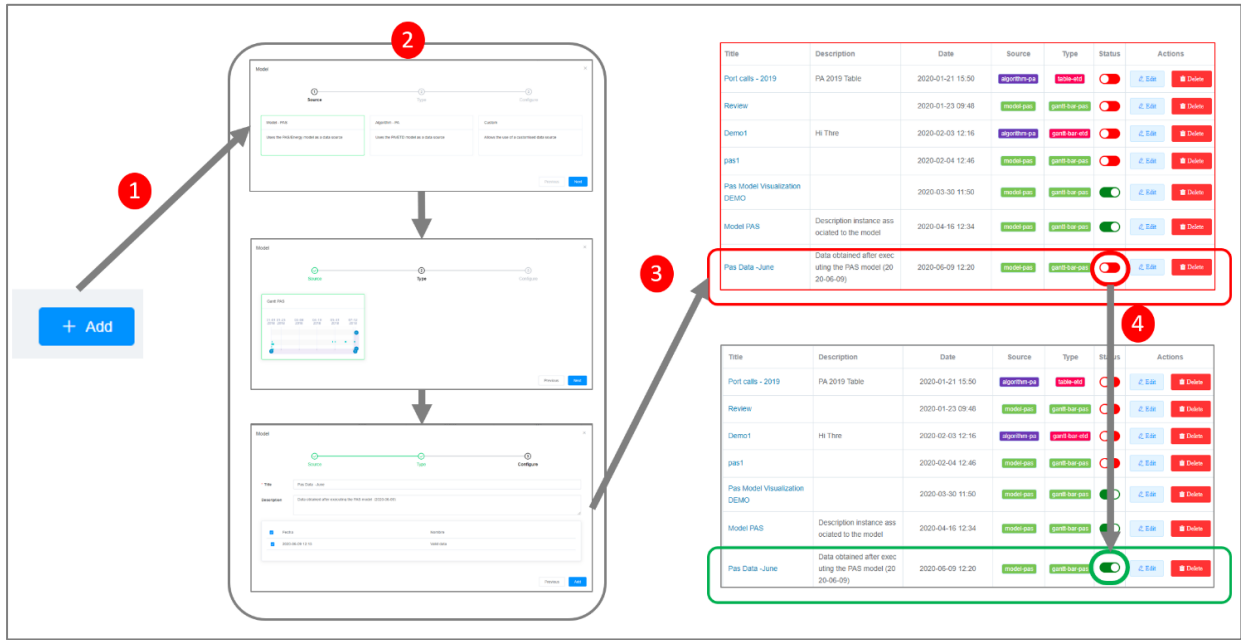 1
+ Add
2
Model
Source
Type
Configure
Model - PAS
Algorithm - PA
Custom
Uses the PAS/Energy model as a data source
Uses the PA/ETD model as a data source
Allows the use of a customised data source
Previous
Next
Model
Source
Type
Configure
Gantt PAS
Previous
Next
Model
Source
Type
Configure
* Title
Pas Data -June
Description
Data obtained after executing the PAS model (2020-06-09)
Previous
Add
3
Title Description Date Source Type Status Actions
Port calls - 2019 PA 2019 Table 2020-01-21 15:50 algorithm-pa table-etd Edit Delete
Review 2020-01-23 09:48 model-pas gantt-bar-pas Edit Delete
Demo1 Hi Thre 2020-02-03 12:16 algorithm-pa gantt-bar-etd Edit Delete
pas1 2020-02-04 12:46 model-pas gantt-bar-pas Edit Delete
Pas Model Visualization
DEMO
2020-03-30 11:50 model-pas gantt-bar-pas Edit Delete
Model PAS
Description instance ass
ociated to the model
2020-04-16 12:34 model-pas gantt-bar-pas Edit Delete
Pas Data -June
Data obtained after exec
uting the PAS model (20
20-06-09)
2020-06-09 12:20 model-pas gantt-bar-pas Edit Delete
4
Title Description Date Source Type Status Actions
Port calls - 2019 PA 2019 Table 2020-01-21 15:50 algorithm-pa table-etd Edit Delete
Review 2020-01-23 09:48 model-pas gantt-bar-pas Edit Delete
Demo1 Hi Thre 2020-02-03 12:16 algorithm-pa gantt-bar-etd Edit Delete
pas1 2020-02-04 12:46 model-pas gantt-bar-pas Edit Delete
Pas Model Visualization
DEMO
2020-03-30 11:50 model-pas gantt-bar-pas Edit Delete
Model PAS
Description instance ass
ociated to the model
2020-04-16 12:34 model-pas gantt-bar-pas Edit Delete
Pas Data -June
Data obtained after exec
uting the PAS model (20
20-06-09)
2020-06-09 12:20 model-pas gantt-bar-pas Edit Delete